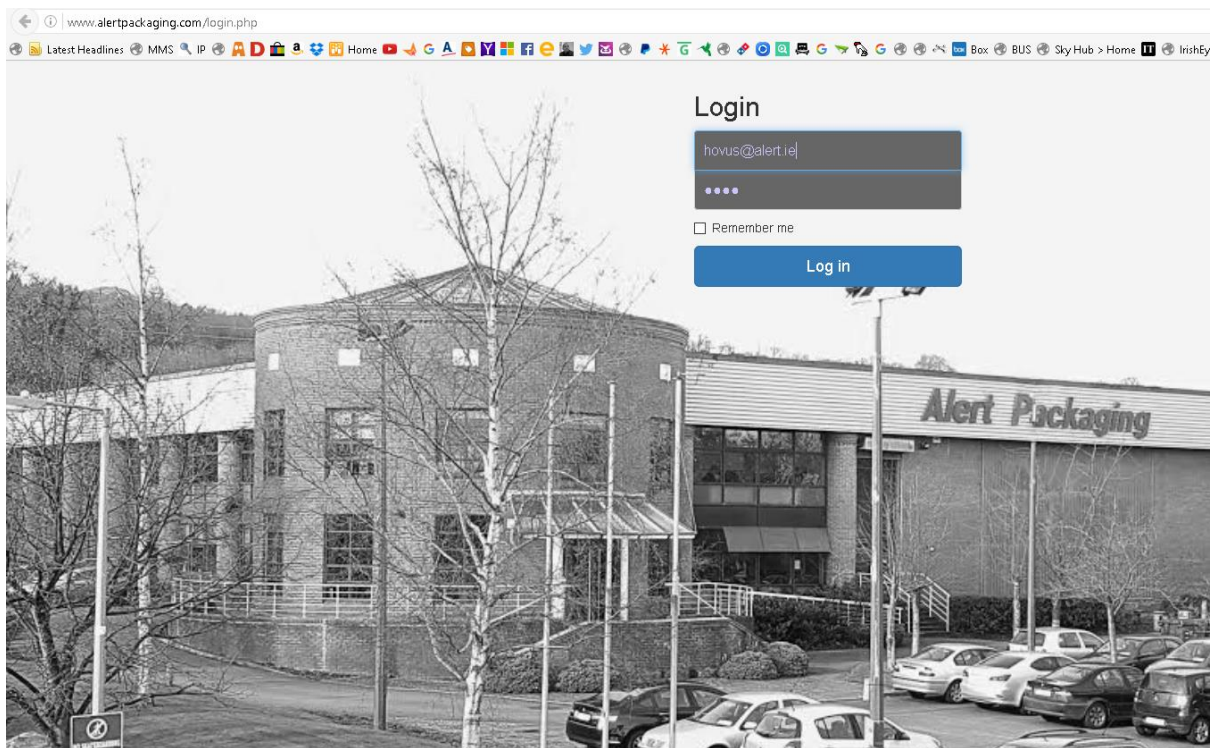 www.alertpackaging.com/login.php
Latest Headlines MMS IP Home Box BUS Sky Hub > Home IrishEy
Login
hovus@alert.ie
Remember me
Log in
Alert Packaging